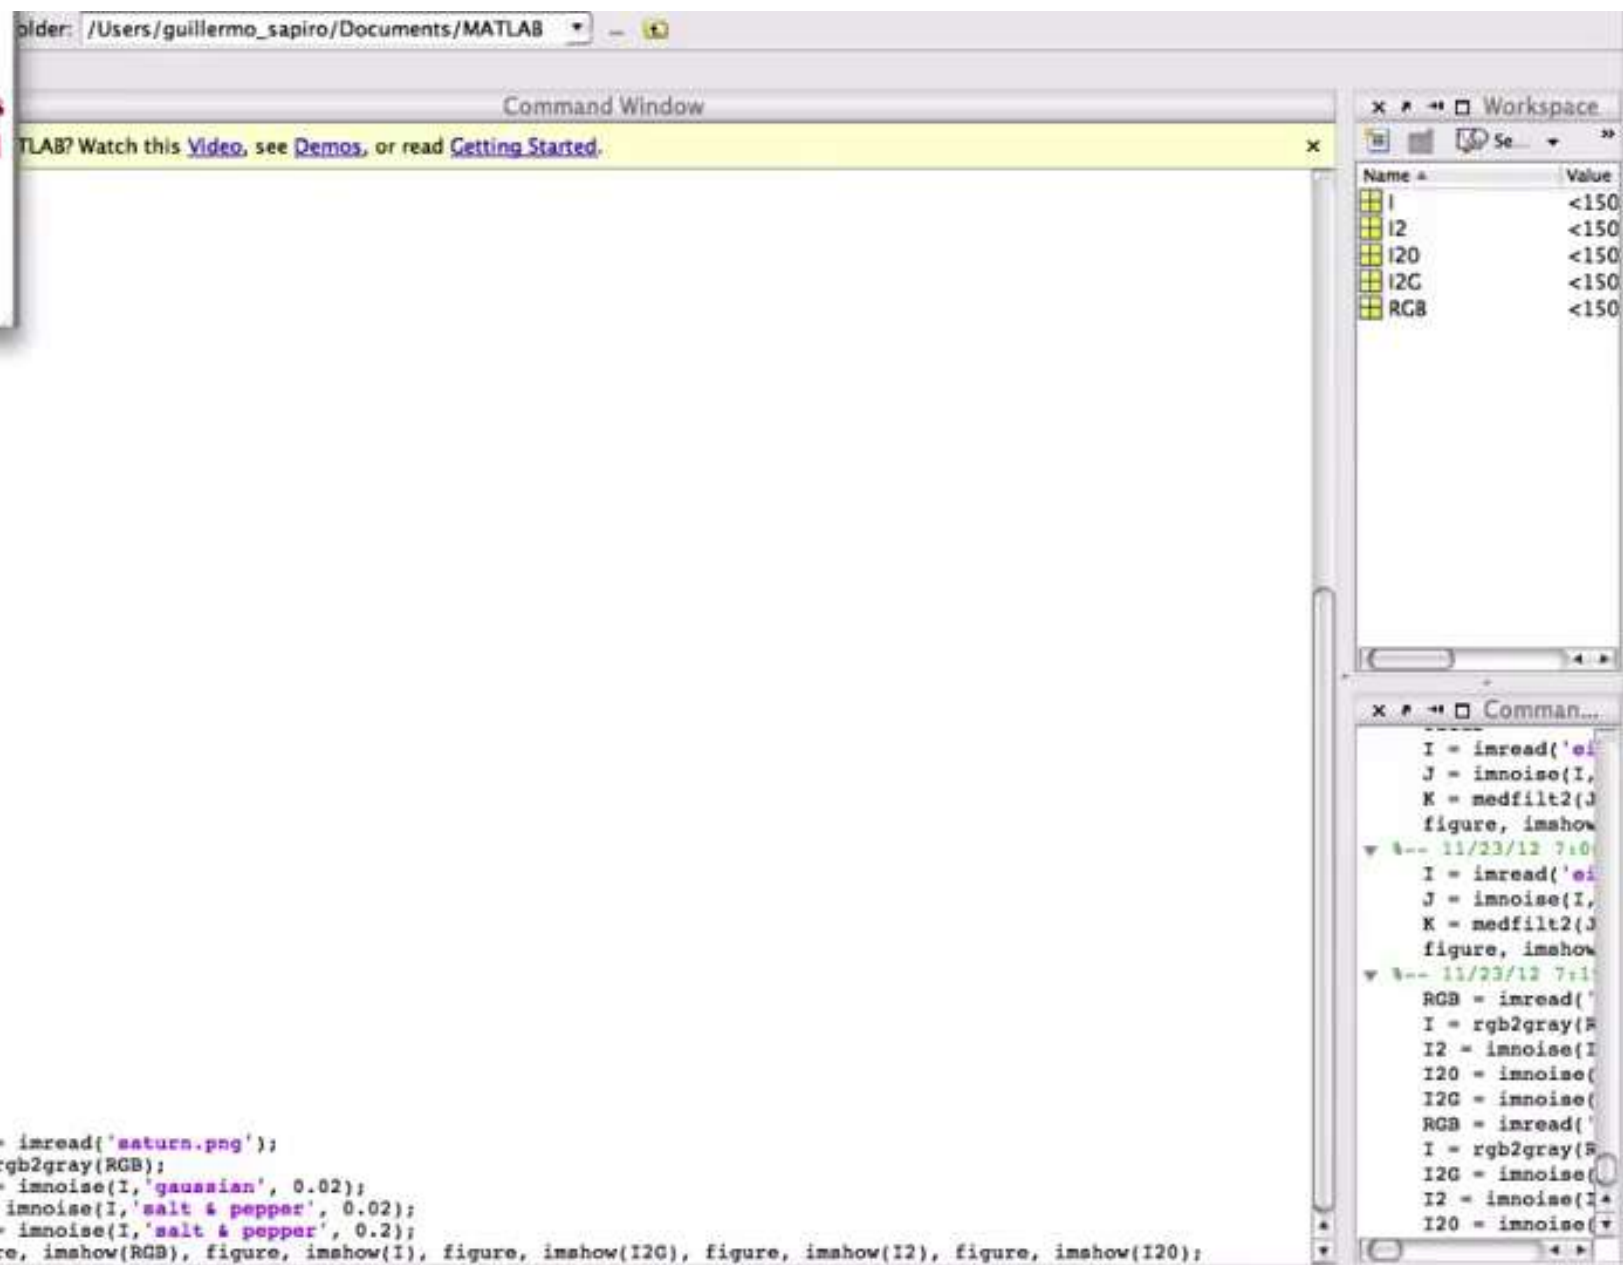 older: /Users/guillermo_sapiro/Documents/MATLAB
Command Window
TLAB? Watch this Video, see Demos, or read Getting Started.
= imread('saturn.png');
rgb2gray(RGB);
= imnoise(I,'gaussian', 0.02);
imnoise(I,'salt & pepper', 0.02);
= imnoise(I,'salt & pepper', 0.2);
re, imshow(RGB), figure, imshow(I), figure, imshow(I2G), figure, imshow(I2), figure, imshow(I20);
Workspace
Se...
Name Value
I <150
I2 <150
I20 <150
I2G <150
RGB <150
Comman...
I = imread('ei
J = imnoise(I,
K = medfilt2(J
figure, imshow
%-- 11/23/12 7:0
I = imread('ei
J = imnoise(I,
K = medfilt2(J
figure, imshow
%-- 11/23/12 7:1
RGB = imread('
I = rgb2gray(R
I2 = imnoise(I
I20 = imnoise(
I2G = imnoise(
RGB = imread('
I = rgb2gray(R
I2G = imnoise(
I2 = imnoise(I
I20 = imnoise(